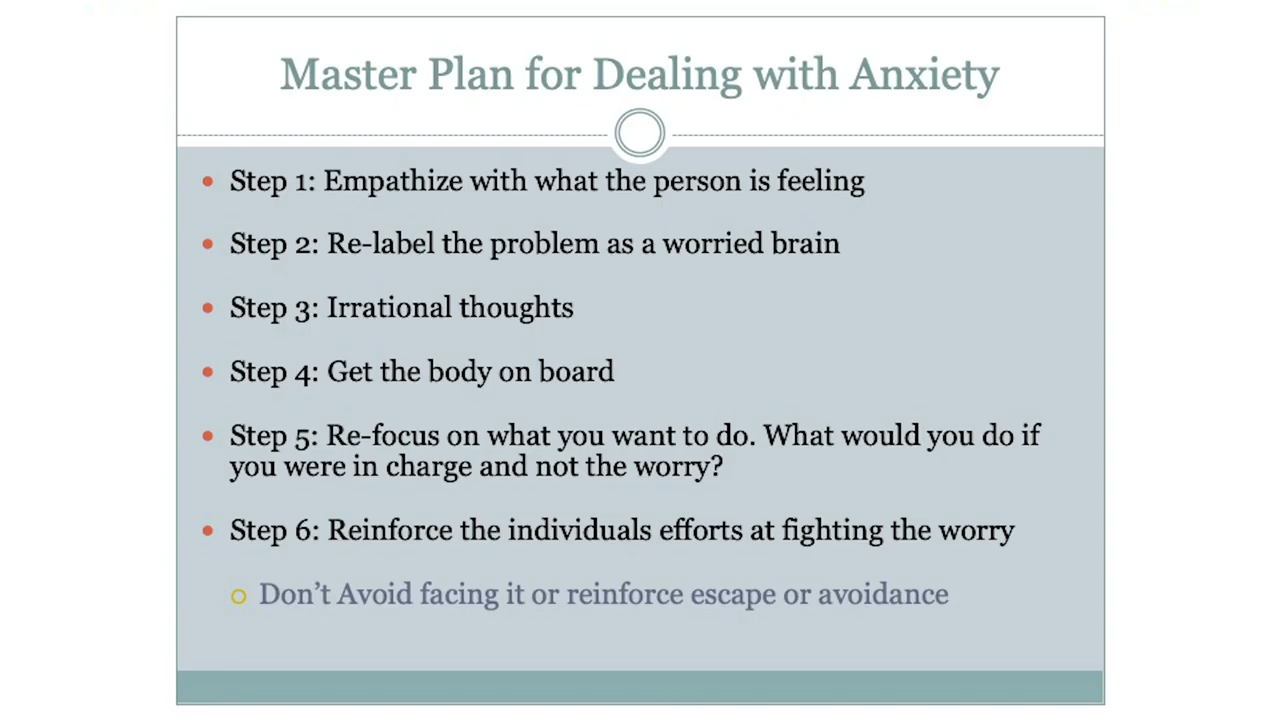 Master Plan for Dealing with Anxiety
• Step 1: Empathize with what the person is feeling
• Step 2: Re-label the problem as a worried brain
• Step 3: Irrational thoughts
• Step 4: Get the body on board
• Step 5: Re-focus on what you want to do. What would you do if
you were in charge and not the worry?
• Step 6: Reinforce the individuals efforts at fighting the worry
○ Don't Avoid facing it or reinforce escape or avoidance